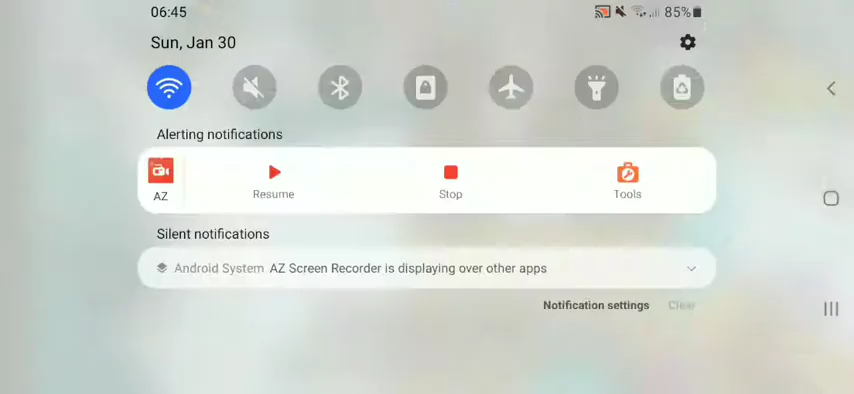 06:45
85%
Sun, Jan 30
Alerting notifications
AZ
Resume
Stop
Tools
Silent notifications
Android System AZ Screen Recorder is displaying over other apps
Notification settings
Clear